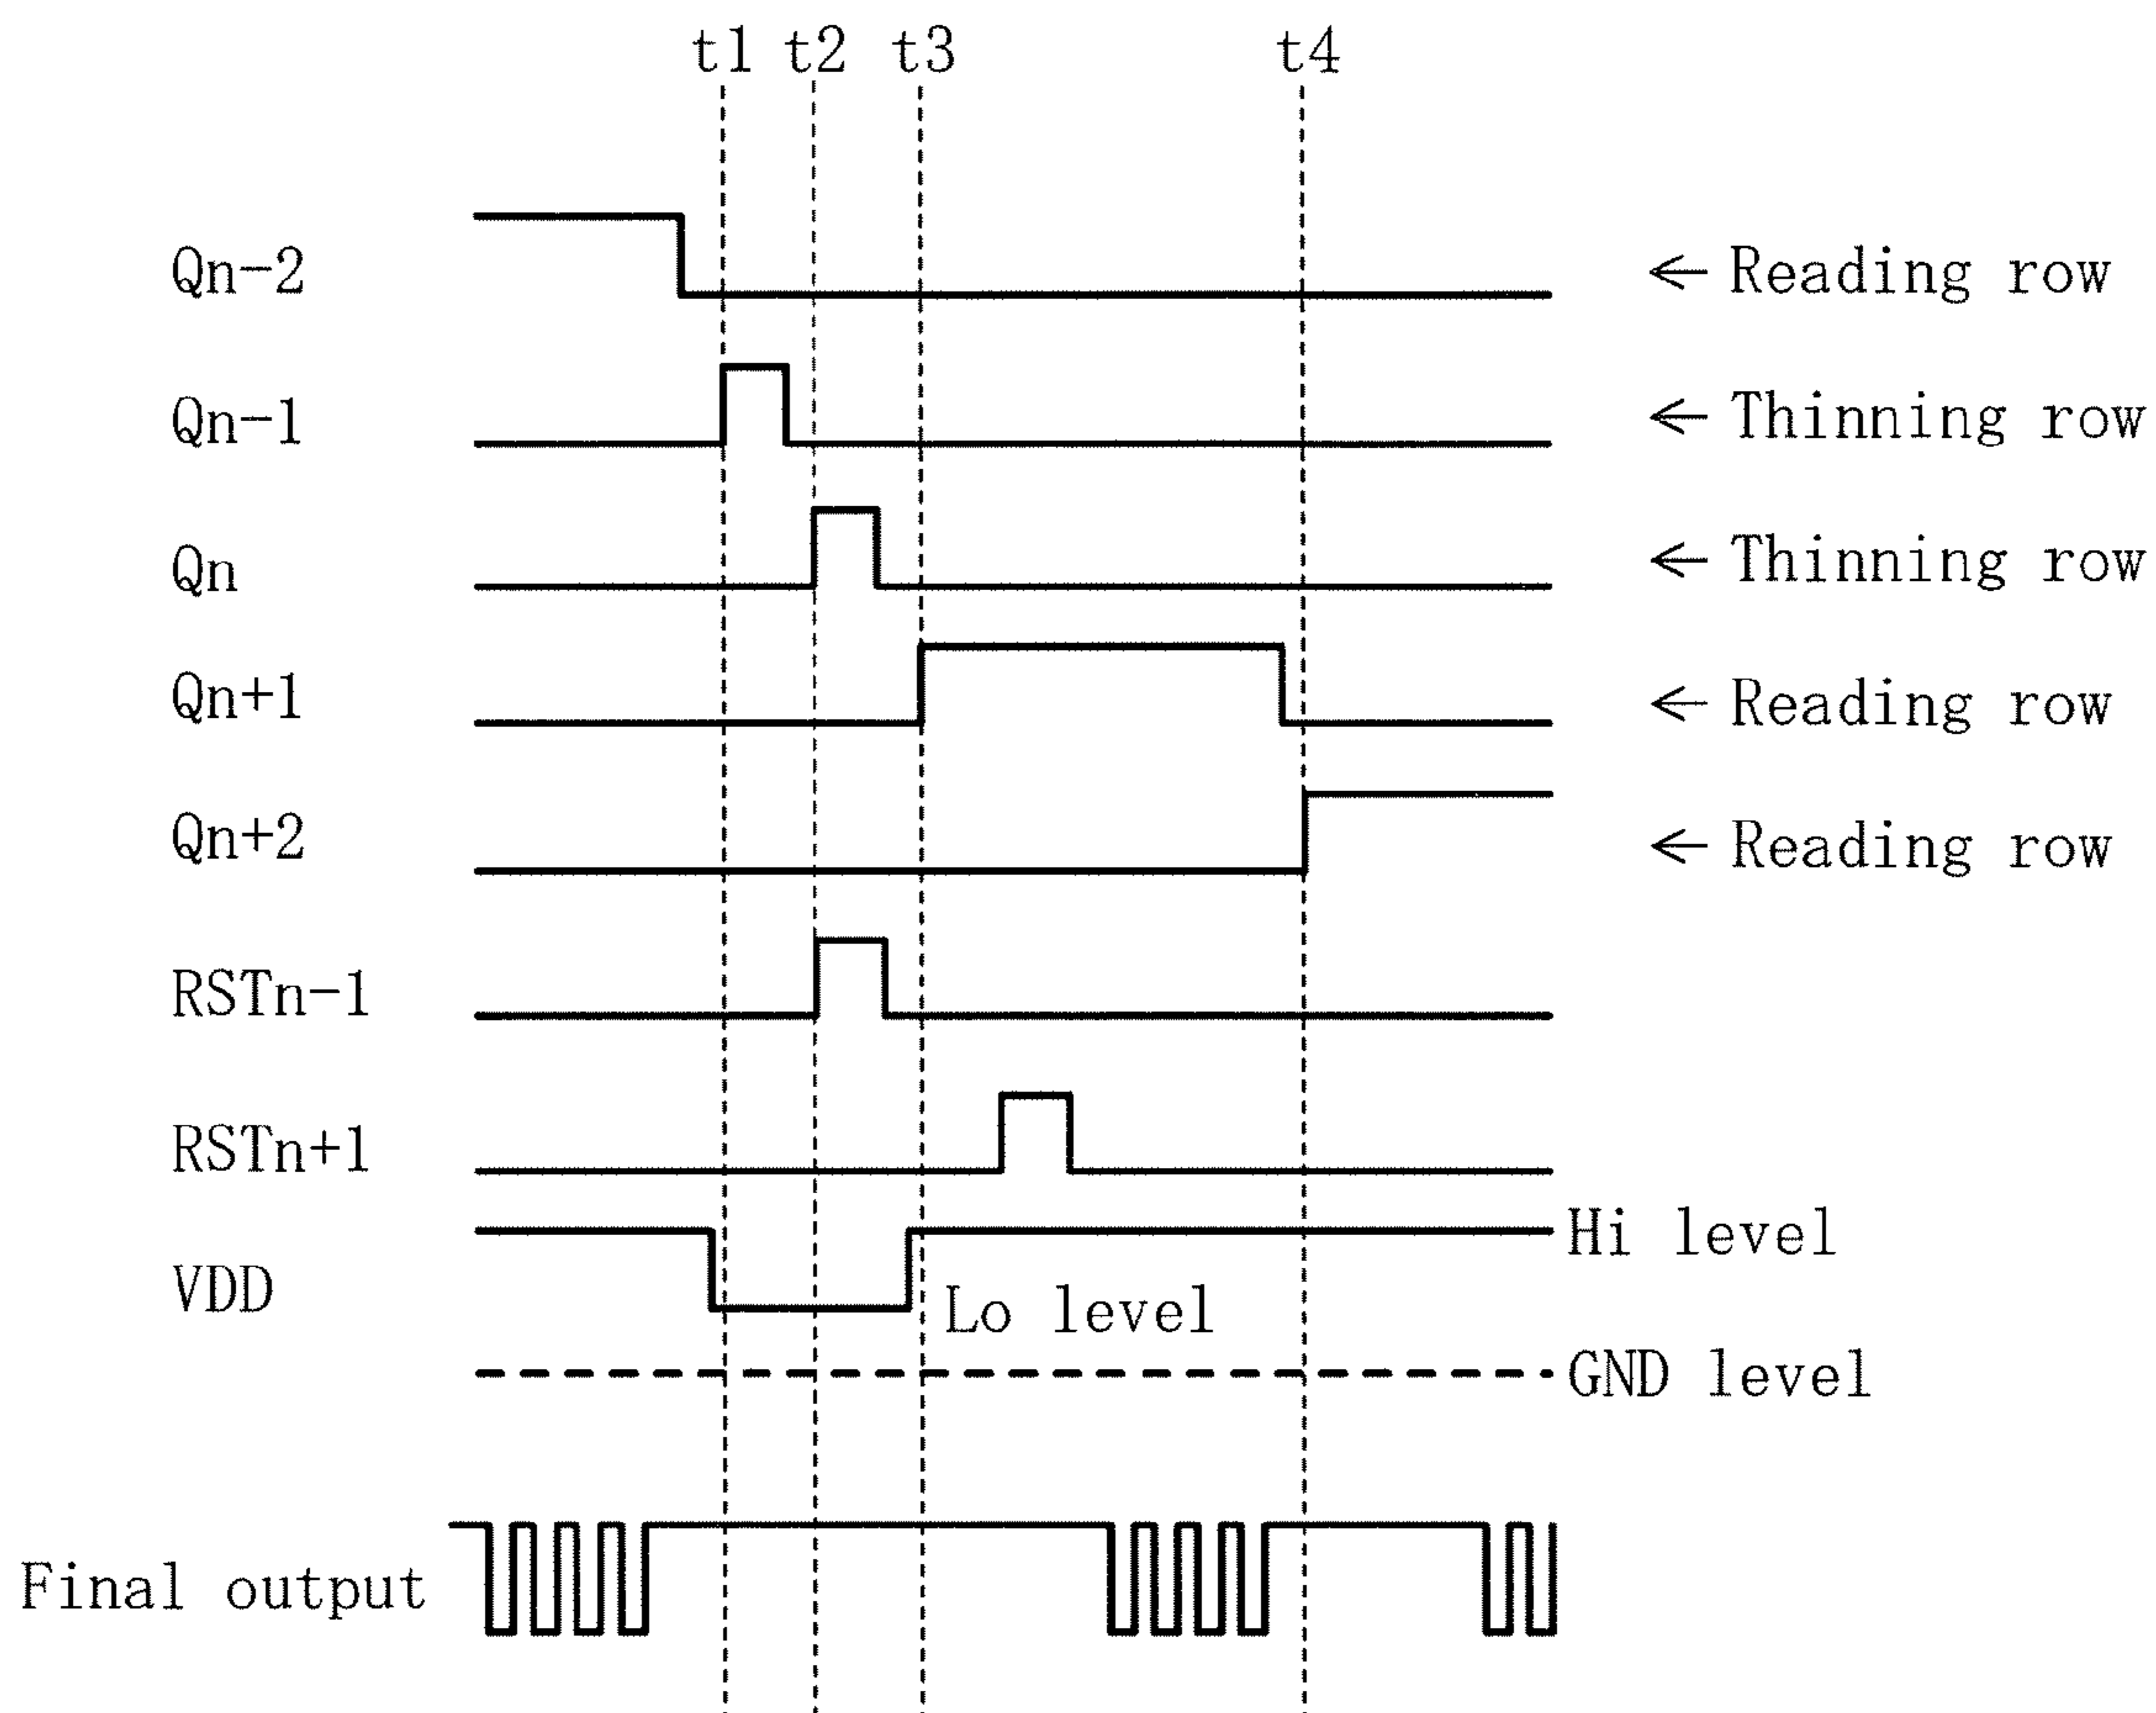 t1 t2 t3 t4
Qn-2 ← Reading row
Qn-1 ← Thinning row
Qn ← Thinning row
Qn+1 ← Reading row
Qn+2 ← Reading row
RSTn-1
RSTn+1
Hi level
VDD
Lo level
GND level
Final output